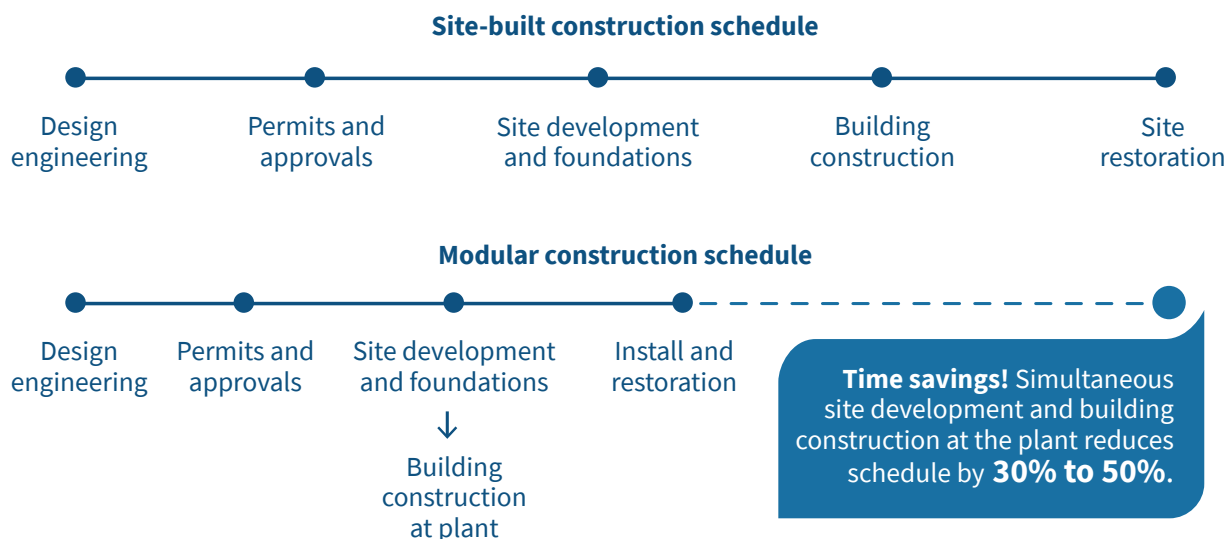 Site-built construction schedule
Design
engineering
Permits and
approvals
Site development
and foundations
Building
construction
Site
restoration
Modular construction schedule
Design
engineering
Permits and
approvals
Site development
and foundations
Building
construction
at plant
Install and
restoration
Time savings! Simultaneous
site development and building
construction at the plant reduces
schedule by 30% to 50%.